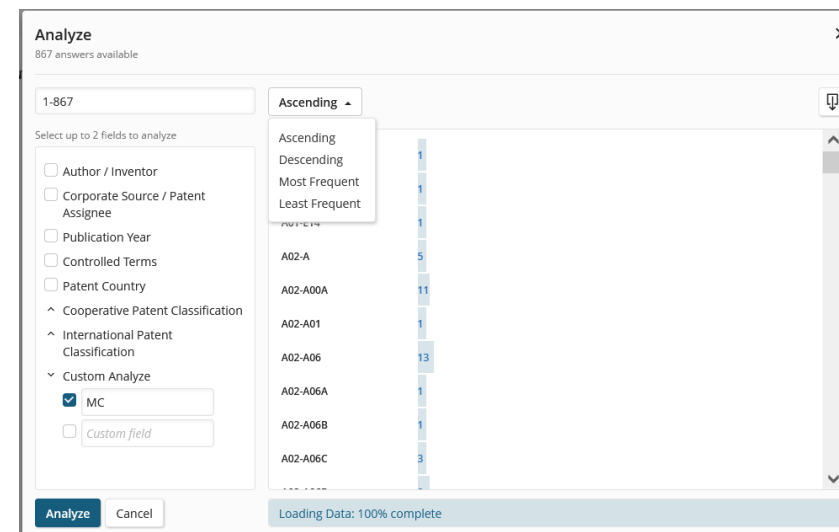 Analyze
867 answers available
1-867
Ascending
Select up to 2 fields to analyze
Author / Inventor
Corporate Source / Patent
Assignee
Publication Year
Controlled Terms
Patent Country
Cooperative Patent Classification
International Patent
Classification
Custom Analyze
MC
Custom field
Ascending
Descending
Most Frequent
Least Frequent
1
1
1
A02-A 5
A02-A00A 11
A02-A01 1
A02-A06 13
A02-A06A 1
A02-A06B 1
A02-A06C 3
Analyze
Cancel
Loading Data: 100% complete